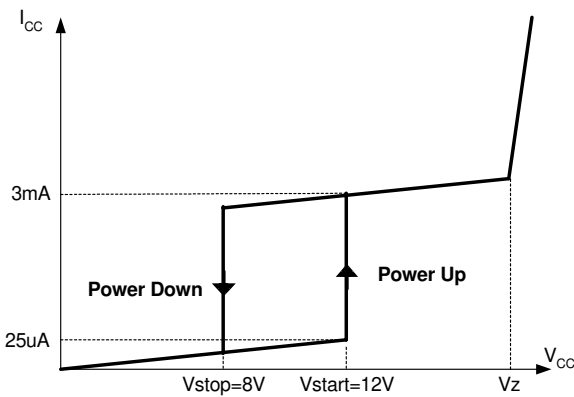 I_CC
3mA
Power Down
Power Up
25uA
V_CC
Vstop=8V
Vstart=12V
Vz